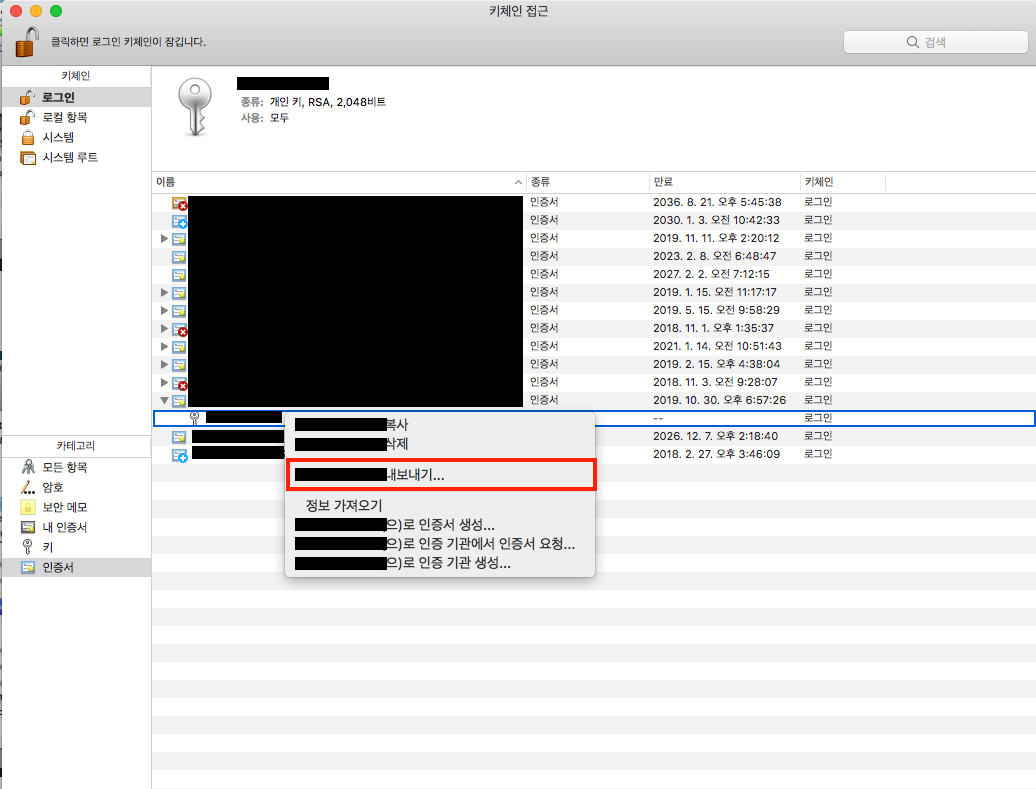 키체인 접근
클릭하면 로그인 키체인이 잠깁니다.
검색
키체인
로그인
로컬 항목
시스템
시스템 루트
종류: 개인 키, RSA, 2,048비트
사용: 모두
이름 종류 만료 키체인
인증서 2036. 8. 21. 오후 5:45:38 로그인
인증서 2030. 1. 3. 오전 10:42:33 로그인
인증서 2019. 11. 11. 오후 2:20:12 로그인
인증서 2023. 2. 8. 오전 6:48:47 로그인
인증서 2027. 2. 2. 오전 7:12:15 로그인
인증서 2019. 1. 15. 오전 11:17:17 로그인
인증서 2019. 5. 15. 오전 9:58:29 로그인
인증서 2018. 11. 1. 오후 1:35:37 로그인
인증서 2021. 1. 14. 오전 10:51:43 로그인
인증서 2019. 2. 15. 오후 4:38:04 로그인
인증서 2018. 11. 3. 오전 9:28:07 로그인
인증서 2019. 10. 30. 오후 6:57:26 로그인
-- 로그인
2026. 12. 7. 오후 2:18:40 로그인
2018. 2. 27. 오후 3:46:09 로그인
복사
삭제
내보내기...
정보 가져오기
(으)로 인증서 생성...
(으)로 인증 기관에서 인증서 요청...
(으)로 인증 기관 생성...
카테고리
모든 항목
암호
보안 메모
내 인증서
키
인증서